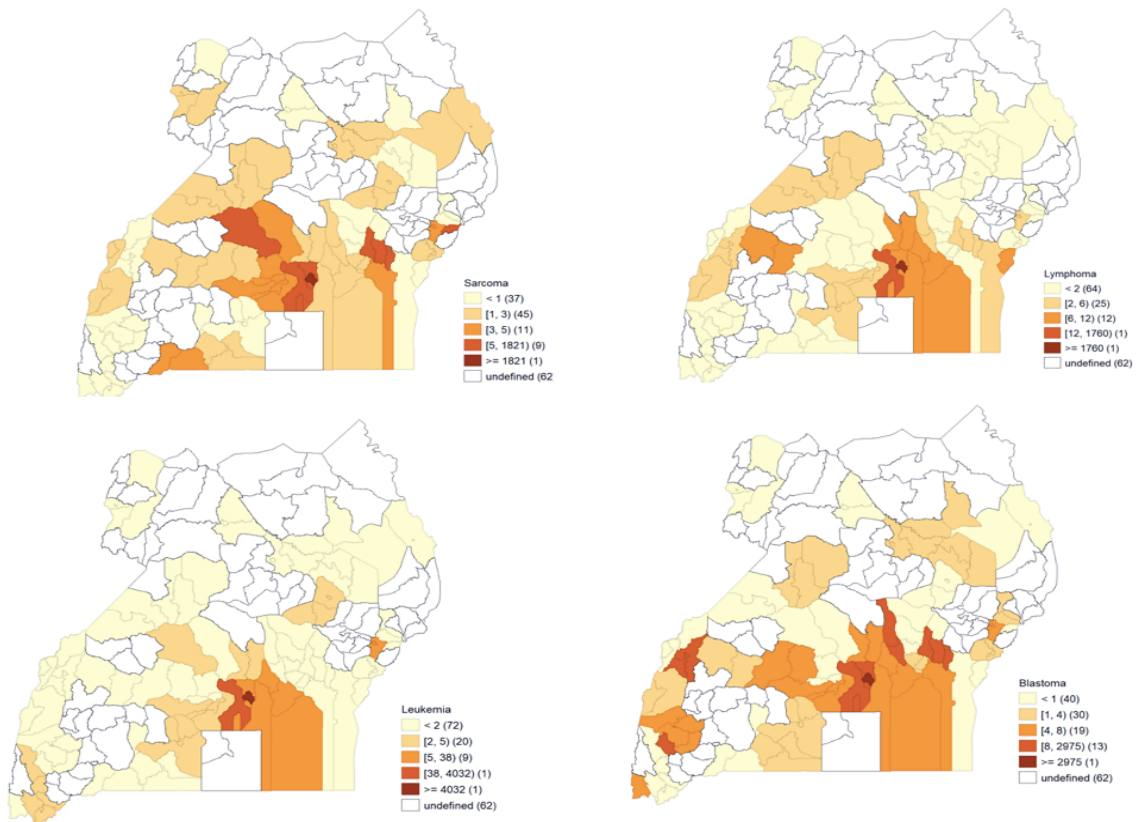 Sarcoma
< 1 (37)
[1, 3) (45)
[3, 5) (11)
[5, 1821) (9)
>= 1821 (1)
undefined (62
Lymphoma
< 2 (64)
[2, 6) (25)
[6, 12) (12)
[12, 1760) (1)
>= 1760 (1)
undefined (62)
Leukemia
< 2 (72)
[2, 5) (20)
[5, 38) (9)
[38, 4032) (1)
>= 4032 (1)
undefined (62)
Blastoma
< 1 (40)
[1, 4) (30)
[4, 8) (19)
[8, 2975) (13)
>= 2975 (1)
undefined (62)